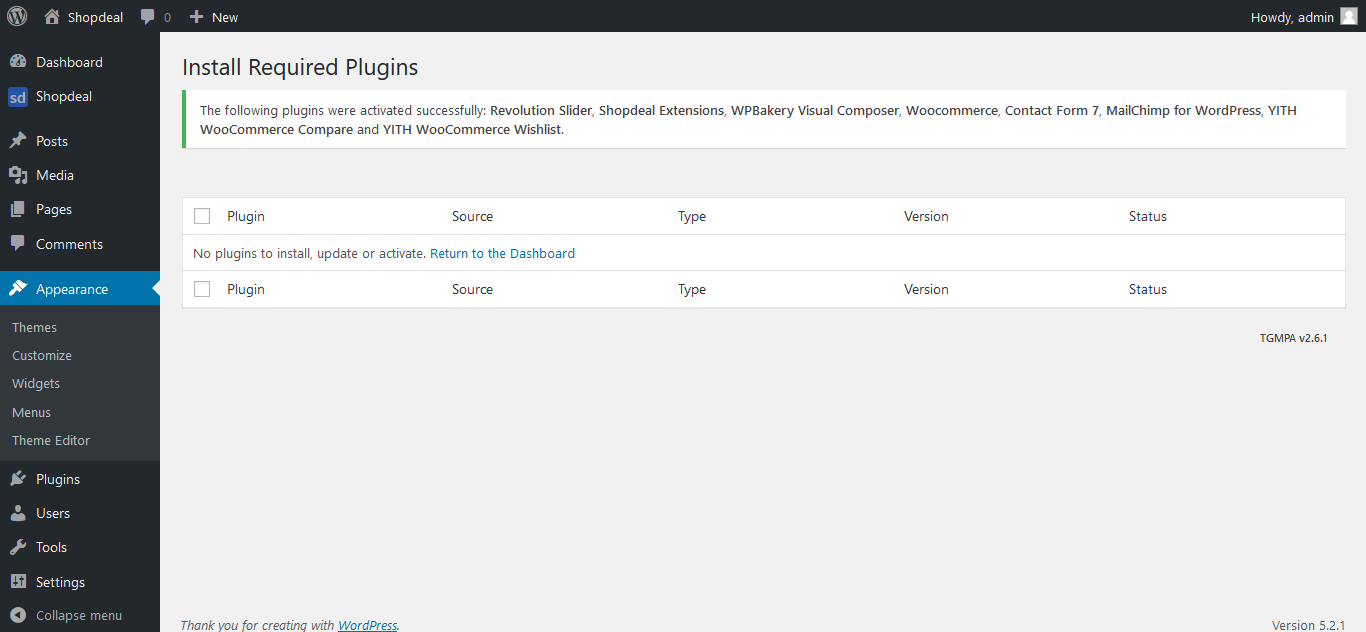 Shopdeal 0 New Howdy, admin
Dashboard
sd Shopdeal
Posts
Media
Pages
Comments
Appearance
Themes
Customize
Widgets
Menus
Theme Editor
Plugins
Users
Tools
Settings
Collapse menu
Install Required Plugins
The following plugins were activated successfully: Revolution Slider, Shopdeal Extensions, WPBakery Visual Composer, Woocommerce, Contact Form 7, MailChimp for WordPress, YITH
WooCommerce Compare and YITH WooCommerce Wishlist.
Plugin Source Type Version Status
No plugins to install, update or activate. Return to the Dashboard
Plugin Source Type Version Status
TGMPA v2.6.1
Thank you for creating with WordPress. Version 5.2.1